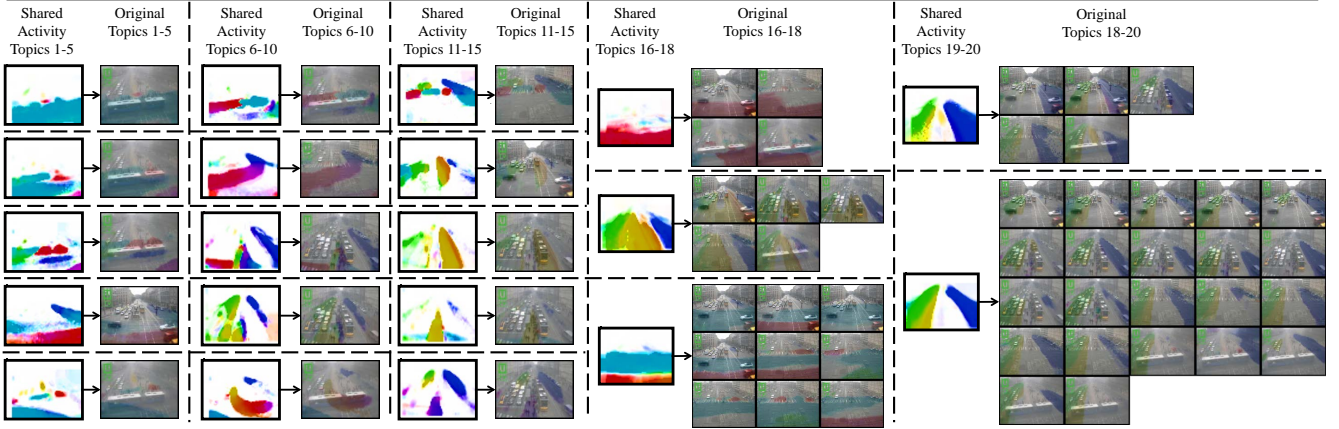 Shared
Activity
Topics 1-5
Original
Topics 1-5
Shared
Activity
Topics 6-10
Original
Topics 6-10
Shared
Activity
Topics 11-15
Original
Topics 11-15
Shared
Activity
Topics 16-18
Original
Topics 16-18
Shared
Activity
Topics 19-20
Original
Topics 18-20